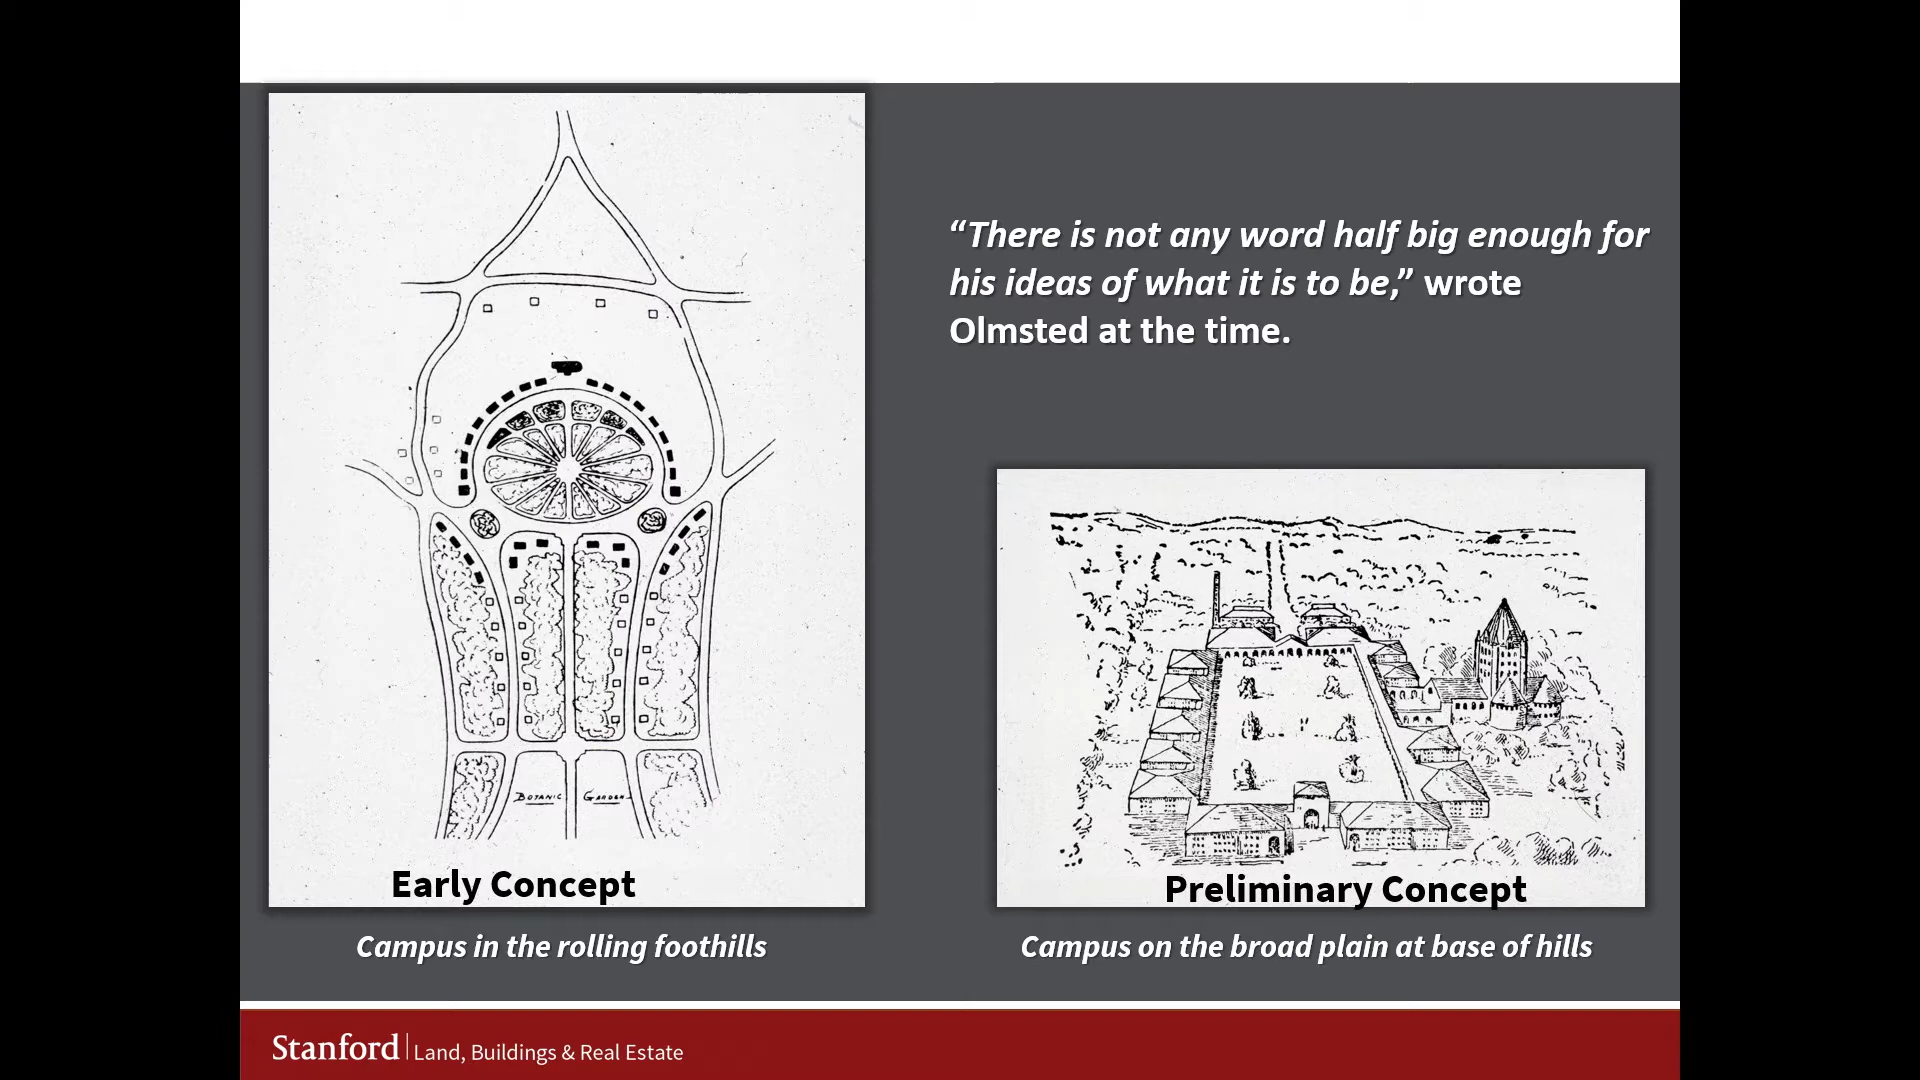 “There is not any word half big enough for
his ideas of what it is to be,” wrote
Olmsted at the time.
BOTANIC GARDEN
Early Concept
Campus in the rolling foothills
Preliminary Concept
Campus on the broad plain at base of hills
Stanford | Land, Buildings & Real Estate